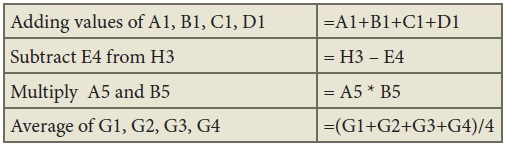 Adding values of A1, B1, C1, D1 =A1+B1+C1+D1
Subtract E4 from H3 = H3 – E4
Multiply A5 and B5 = A5 * B5
Average of G1, G2, G3, G4 =(G1+G2+G3+G4)/4